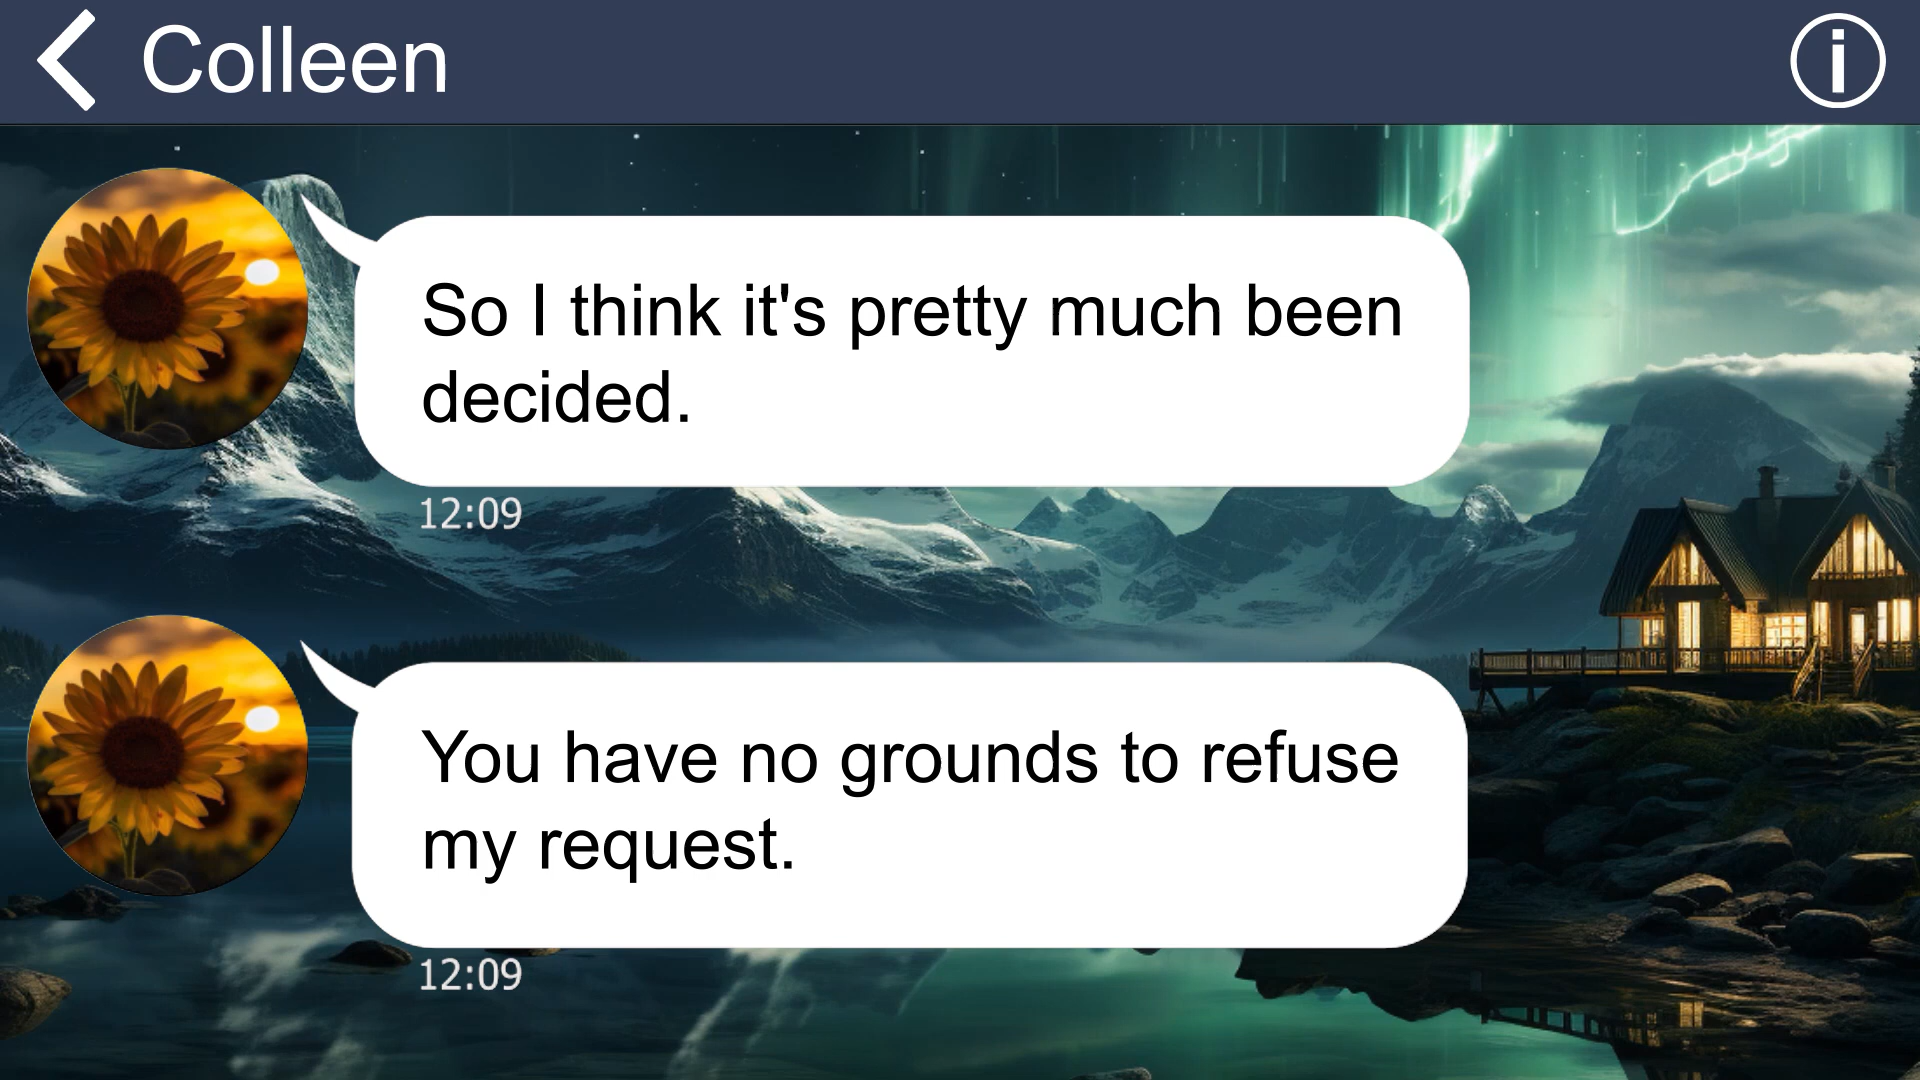 Colleen
So I think it's pretty much been
decided.
12:09
You have no grounds to refuse
my request.
12:09